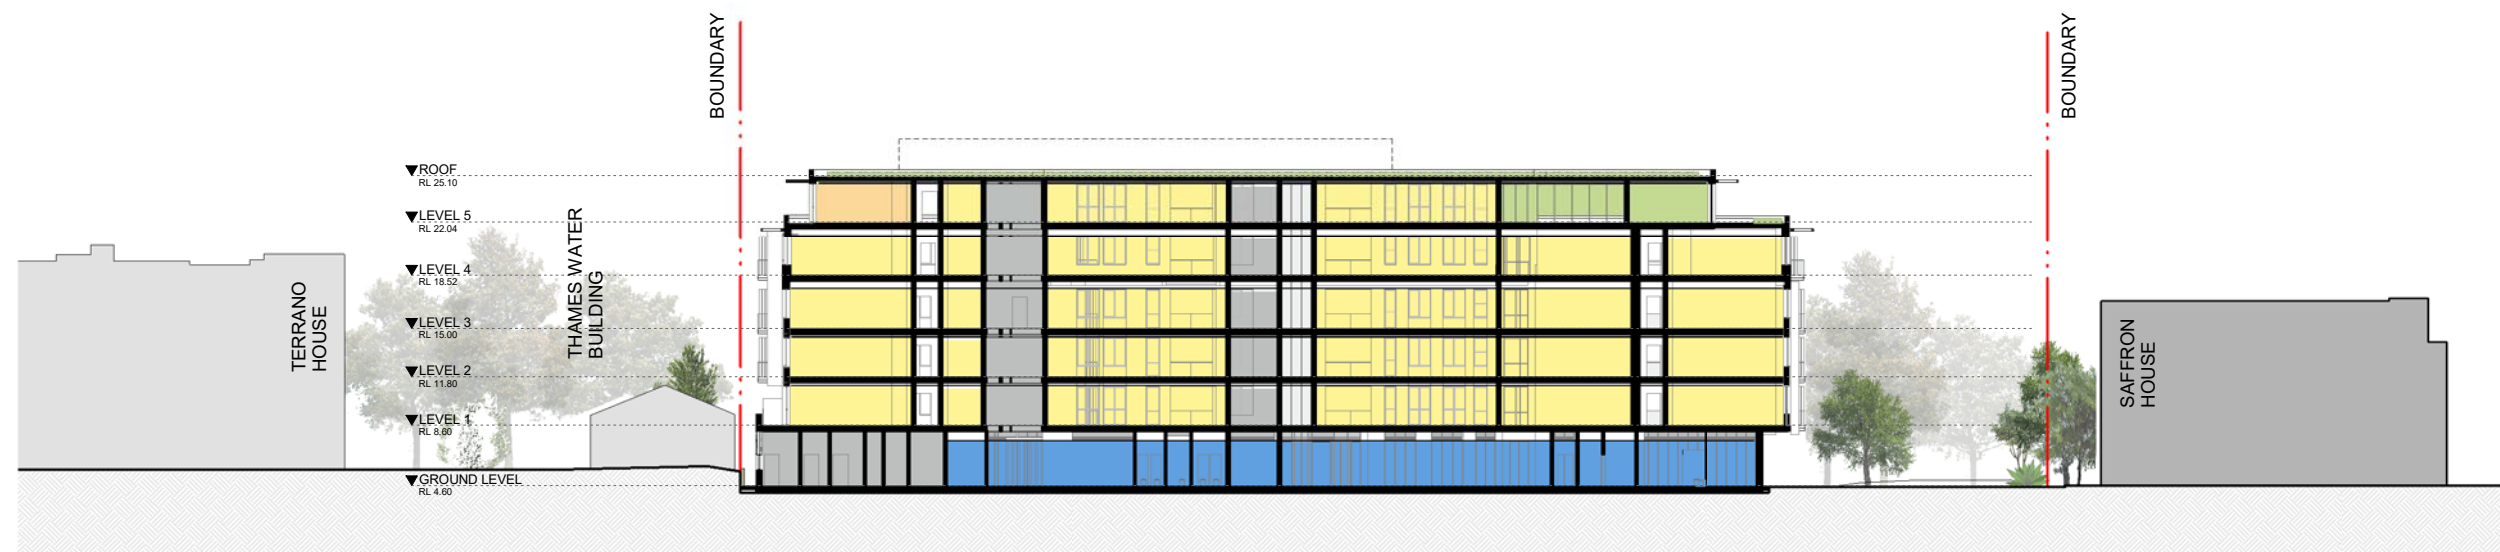 BOUNDARY
BOUNDARY
ROOF
RL 25.10
LEVEL 5
RL 22.04
LEVEL 4
RL 18.52
LEVEL 3
RL 15.00
LEVEL 2
RL 11.80
LEVEL 1
RL 8.60
GROUND LEVEL
RL 4.60
TERRANO
HOUSE
THAMES WATER
BUILDING
SAFFRON
HOUSE